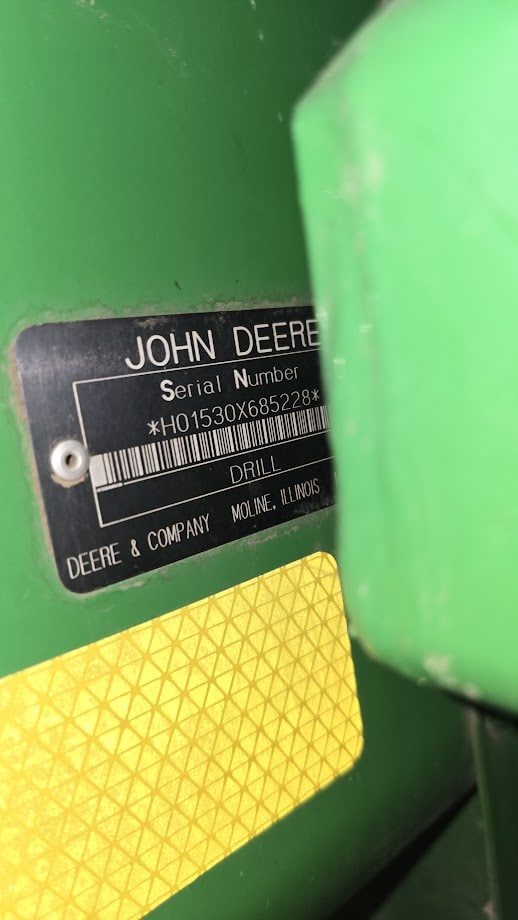 JOHN DEERE
Serial Number
*H01530X685228*
DRILL
DEERE & COMPANY MOLINE, ILLINOIS